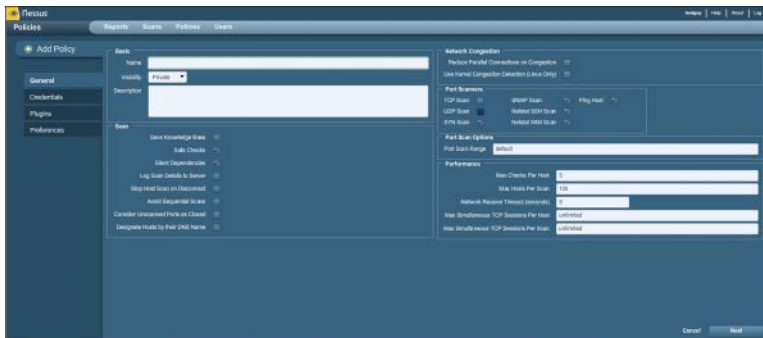 nessus
Help | About | Log
Policies
Reports Scans Policies Users
Add Policy
General
Credentials
Plugins
Preferences
Basic
Name
Visibility Private
Description
Scan
Save Knowledge Base
Safe Checks
Silent Dependencies
Log Scan Details to Server
Stop Host Scan on Disconnect
Avoid Sequential Scans
Consider Unscanned Ports as Closed
Designate Hosts by their DNS Name
Network Congestion
Reduce Parallel Connections on Congestion
Use Kernel Congestion Detection (Linux Only)
Port Scanners
TCP Scan SNMP Scan Ping Host
UDP Scan Netstat SSH Scan
SYN Scan Netstat WMI Scan
Port Scan Options
Port Scan Range default
Performance
Max Checks Per Host 5
Max Hosts Per Scan 100
Network Receive Timeout (seconds) 5
Max Simultaneous TCP Sessions Per Host unlimited
Max Simultaneous TCP Sessions Per Scan unlimited
Cancel Next